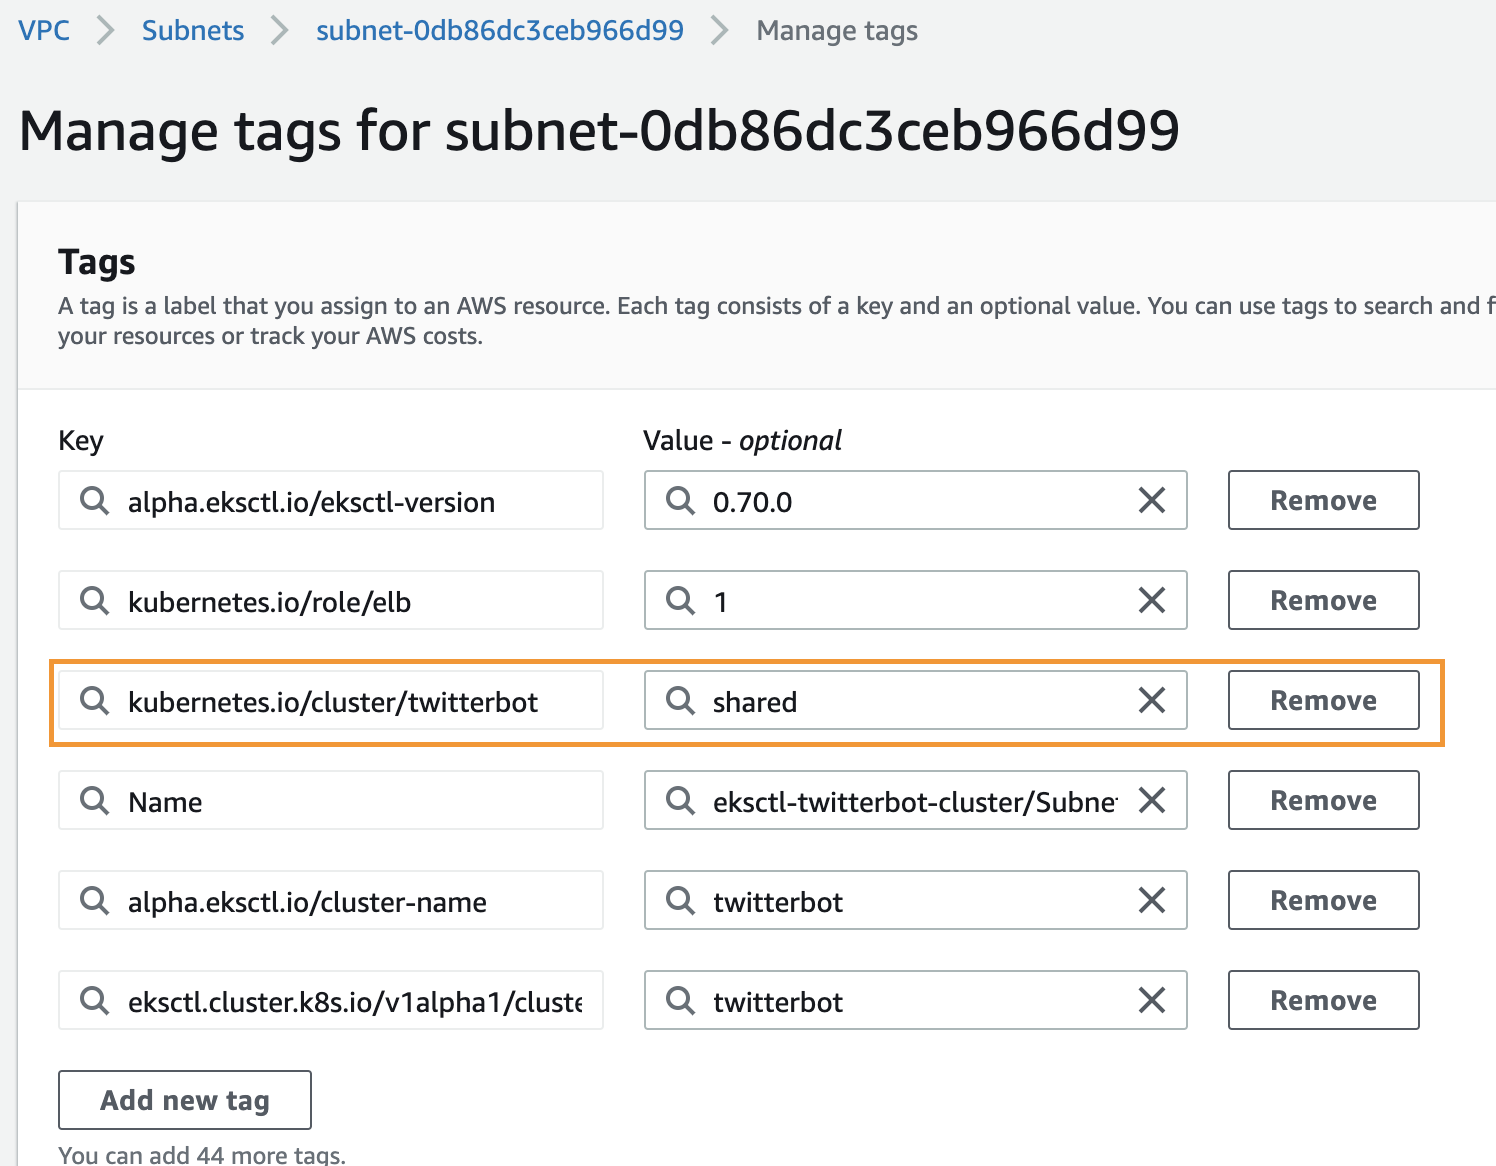 VPC > Subnets > subnet-0db86dc3ceb966d99 > Manage tags
Manage tags for subnet-0db86dc3ceb966d99
Tags
A tag is a label that you assign to an AWS resource. Each tag consists of a key and an optional value. You can use tags to search and f
your resources or track your AWS costs.
Key Value - optional
alpha.eksctl.io/eksctl-version 0.70.0 Remove
kubernetes.io/role/elb 1 Remove
kubernetes.io/cluster/twitterbot shared Remove
Name eksctl-twitterbot-cluster/Subne Remove
alpha.eksctl.io/cluster-name twitterbot Remove
eksctl.cluster.k8s.io/v1alpha1/cluste twitterbot Remove
Add new tag
You can add 44 more tags.